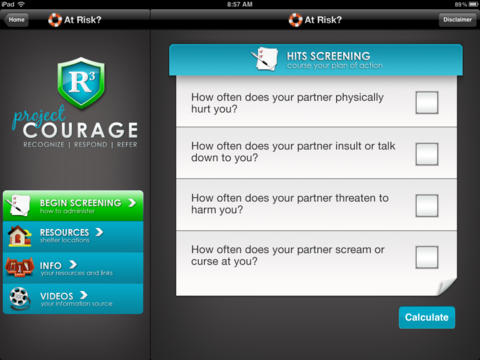 iPad
8:57 AM
89%
Home
At Risk?
At Risk?
Disclaimer
R3
project
COURAGE
RECOGNIZE | RESPOND | REFER
BEGIN SCREENING
how to administer
RESOURCES
shelter locations
INFO
your resources and links
VIDEOS
your information source
HITS SCREENING
course your plan of action
How often does your partner physically
hurt you?
How often does your partner insult or talk
down to you?
How often does your partner threaten to
harm you?
How often does your partner scream or
curse at you?
Calculate